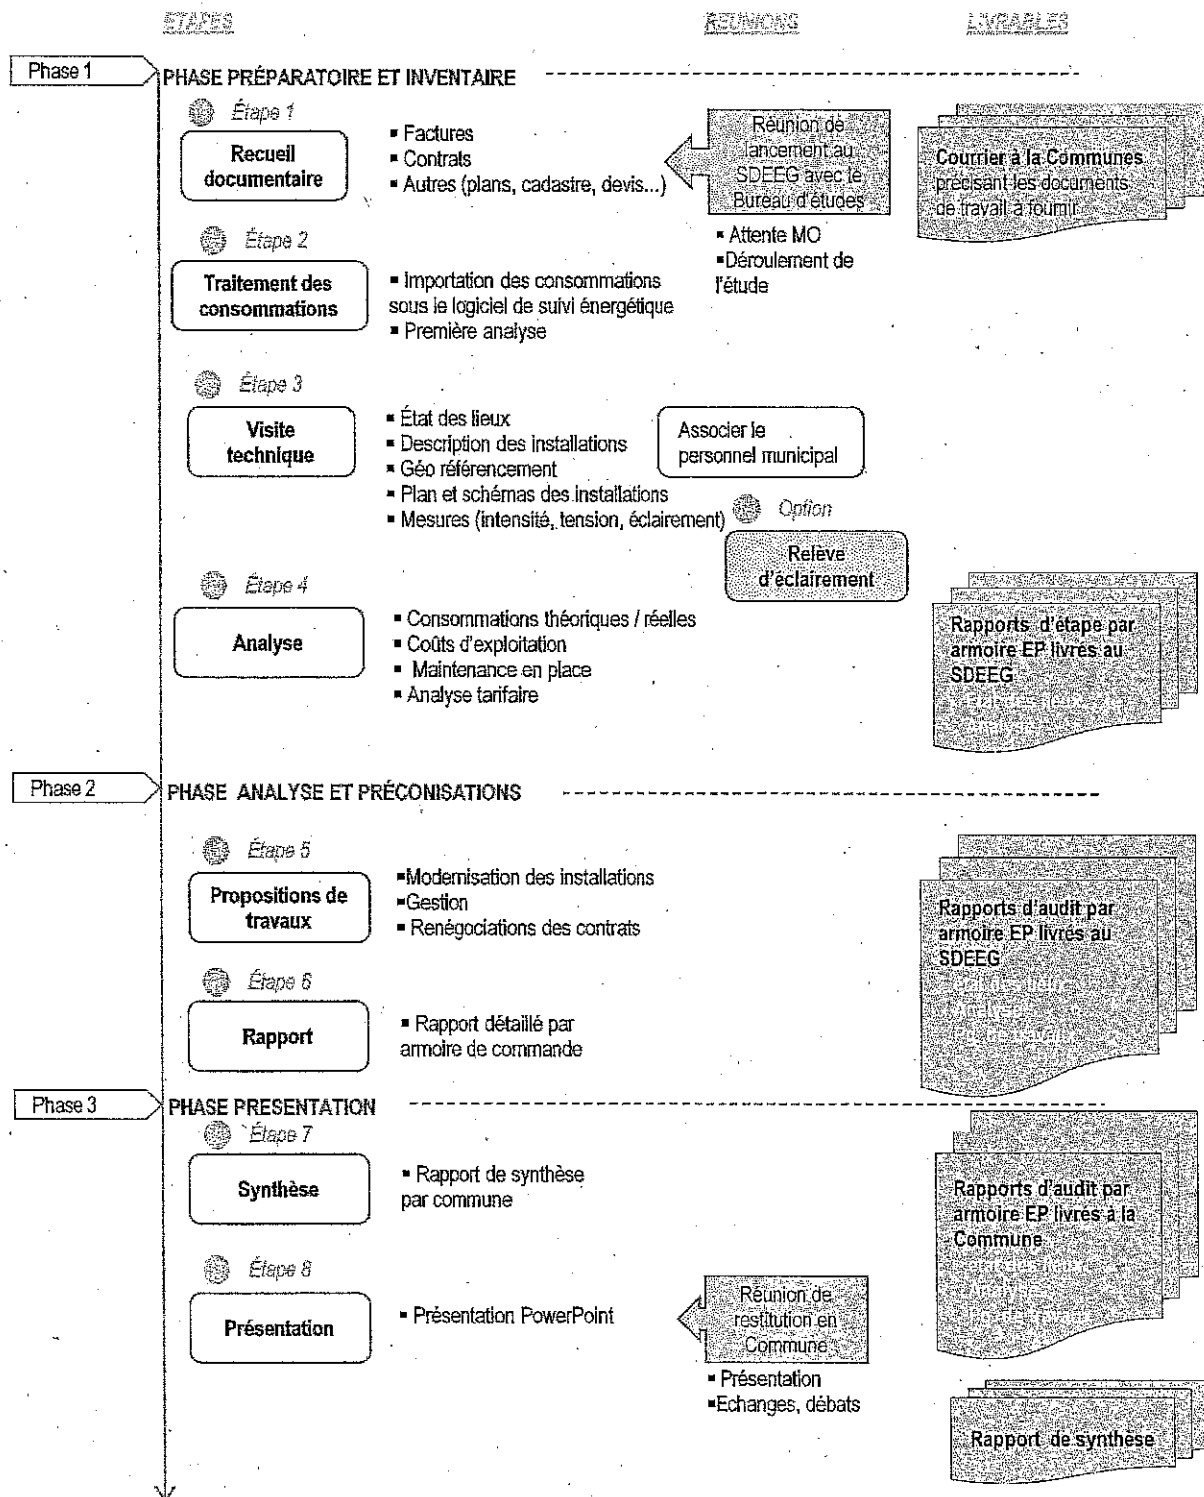 ETAPES
REUNIONS
LIVRABLES
Phase 1
PHASE PRÉPARATOIRE ET INVENTAIRE
Étape 1
Recueil
documentaire
▪ Factures
▪ Contrats
▪ Autres (plans, cadastre, devis...)
Réunion de
lancement au
SDEEG avec le
Bureau d'études
▪ Attente MO
▪Déroulement de
l'étude
Courrier à la Communes
précisant les documents
de travail à fournir
Étape 2
Traitement des
consommations
▪ Importation des consommations
sous le logiciel de suivi énergétique
▪ Première analyse
Étape 3
Visite
technique
▪ État des lieux
▪ Description des installations
▪ Géo référencement
▪ Plan et schémas des installations
▪ Mesures (intensité, tension, éclairement)
Associer le
personnel municipal
Option
Relève
d'éclairement
Étape 4
Analyse
▪ Consommations théoriques / réelles
▪ Coûts d'exploitation
▪ Maintenance en place
▪ Analyse tarifaire
Rapports d'étape par
armoire EP livrés au
SDEEG
Phase 2
PHASE ANALYSE ET PRÉCONISATIONS
Étape 5
Propositions de
travaux
▪Modernisation des installations
▪Gestion
▪ Renégociations des contrats
Rapports d'audit par
armoire EP livrés au
SDEEG
Étape 6
Rapport
▪ Rapport détaillé par
armoire de commande
Phase 3
PHASE PRESENTATION
Étape 7
Synthèse
▪ Rapport de synthèse
par commune
Rapports d'audit par
armoire EP livrés à la
Commune
Étape 8
Présentation
▪ Présentation PowerPoint
Réunion de
restitution en
Commune
▪ Présentation
▪Echanges, débats
Rapport de synthèse